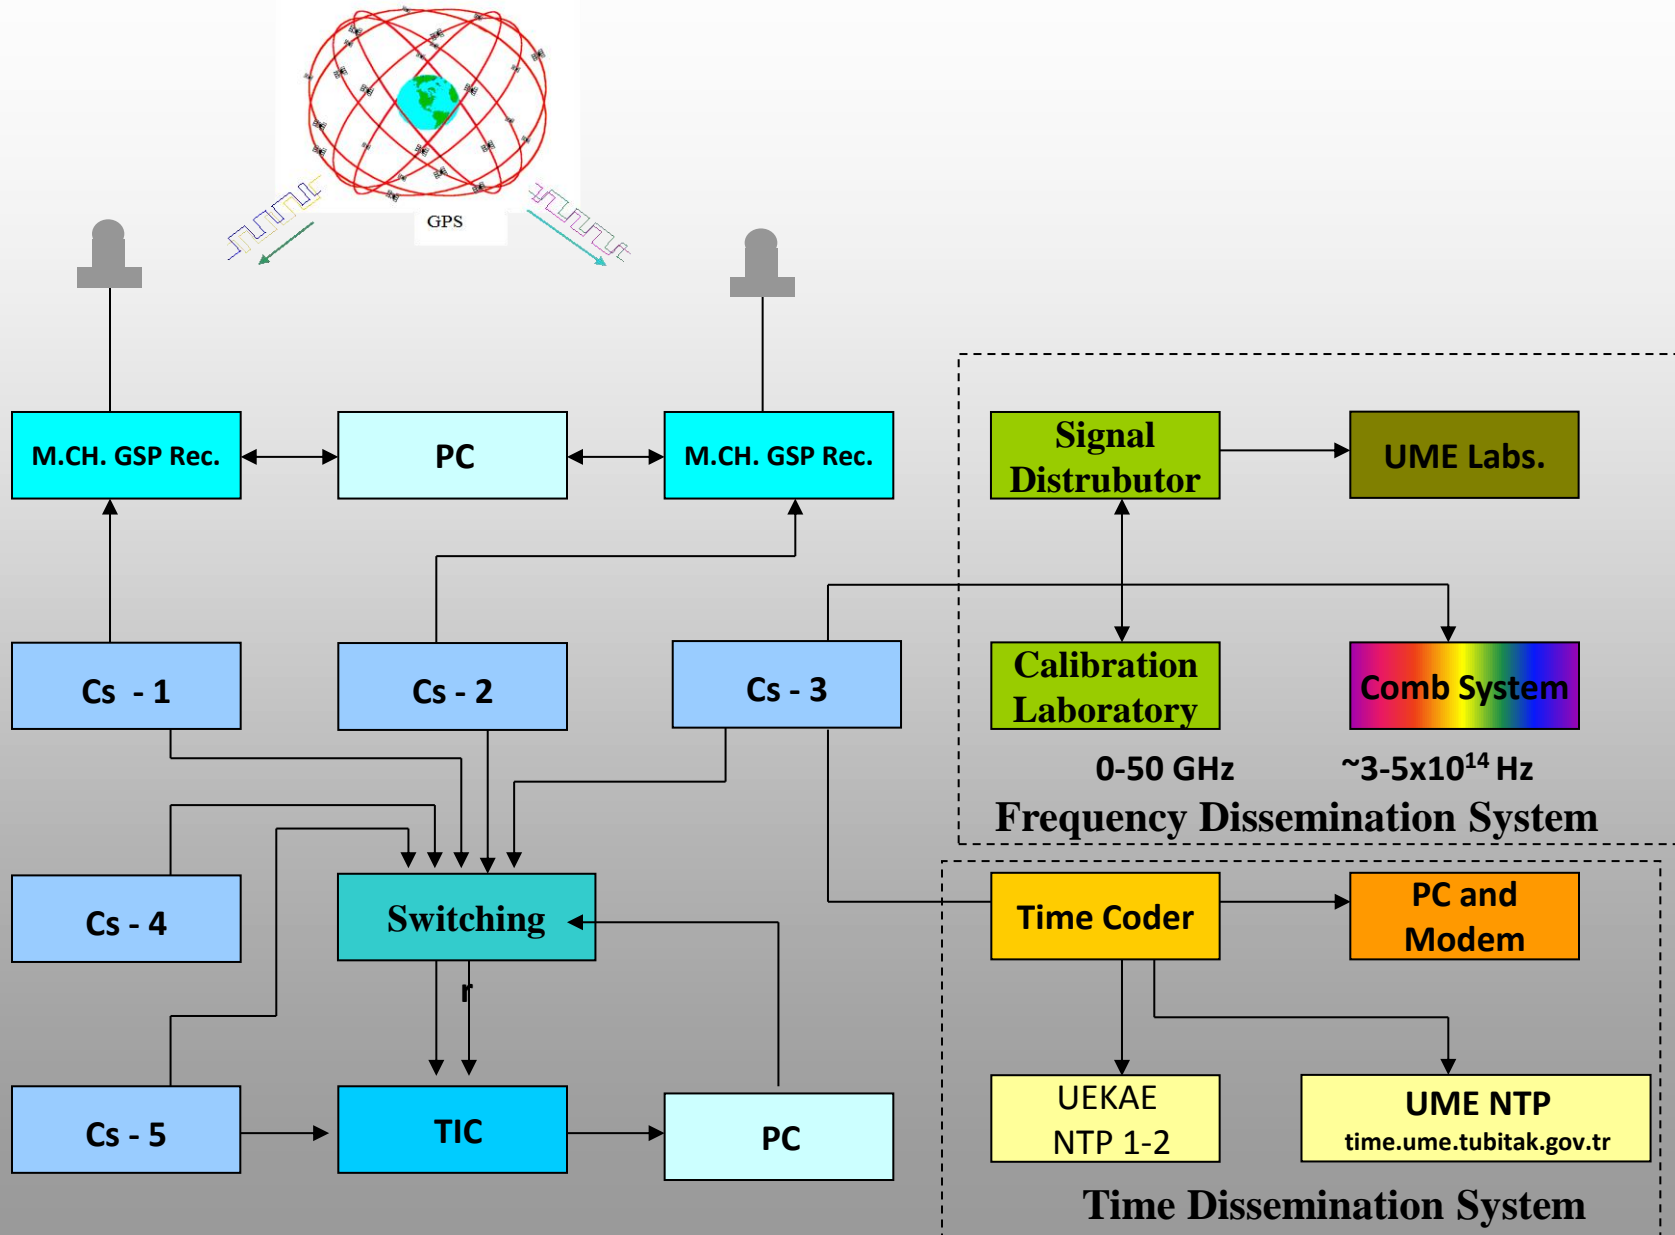 GPS
M.CH. GSP Rec.
PC
M.CH. GSP Rec.
Signal
Distrubutor
UME Labs.
Cs - 1
Cs - 2
Cs - 3
Calibration
Laboratory
Comb System
0-50 GHz
~3-5x10¹⁴ Hz
Frequency Dissemination System
Cs - 4
Switching
r
Time Coder
PC and
Modem
Cs - 5
TIC
PC
UEKAE
NTP 1-2
UME NTP
time.ume.tubitak.gov.tr
Time Dissemination System